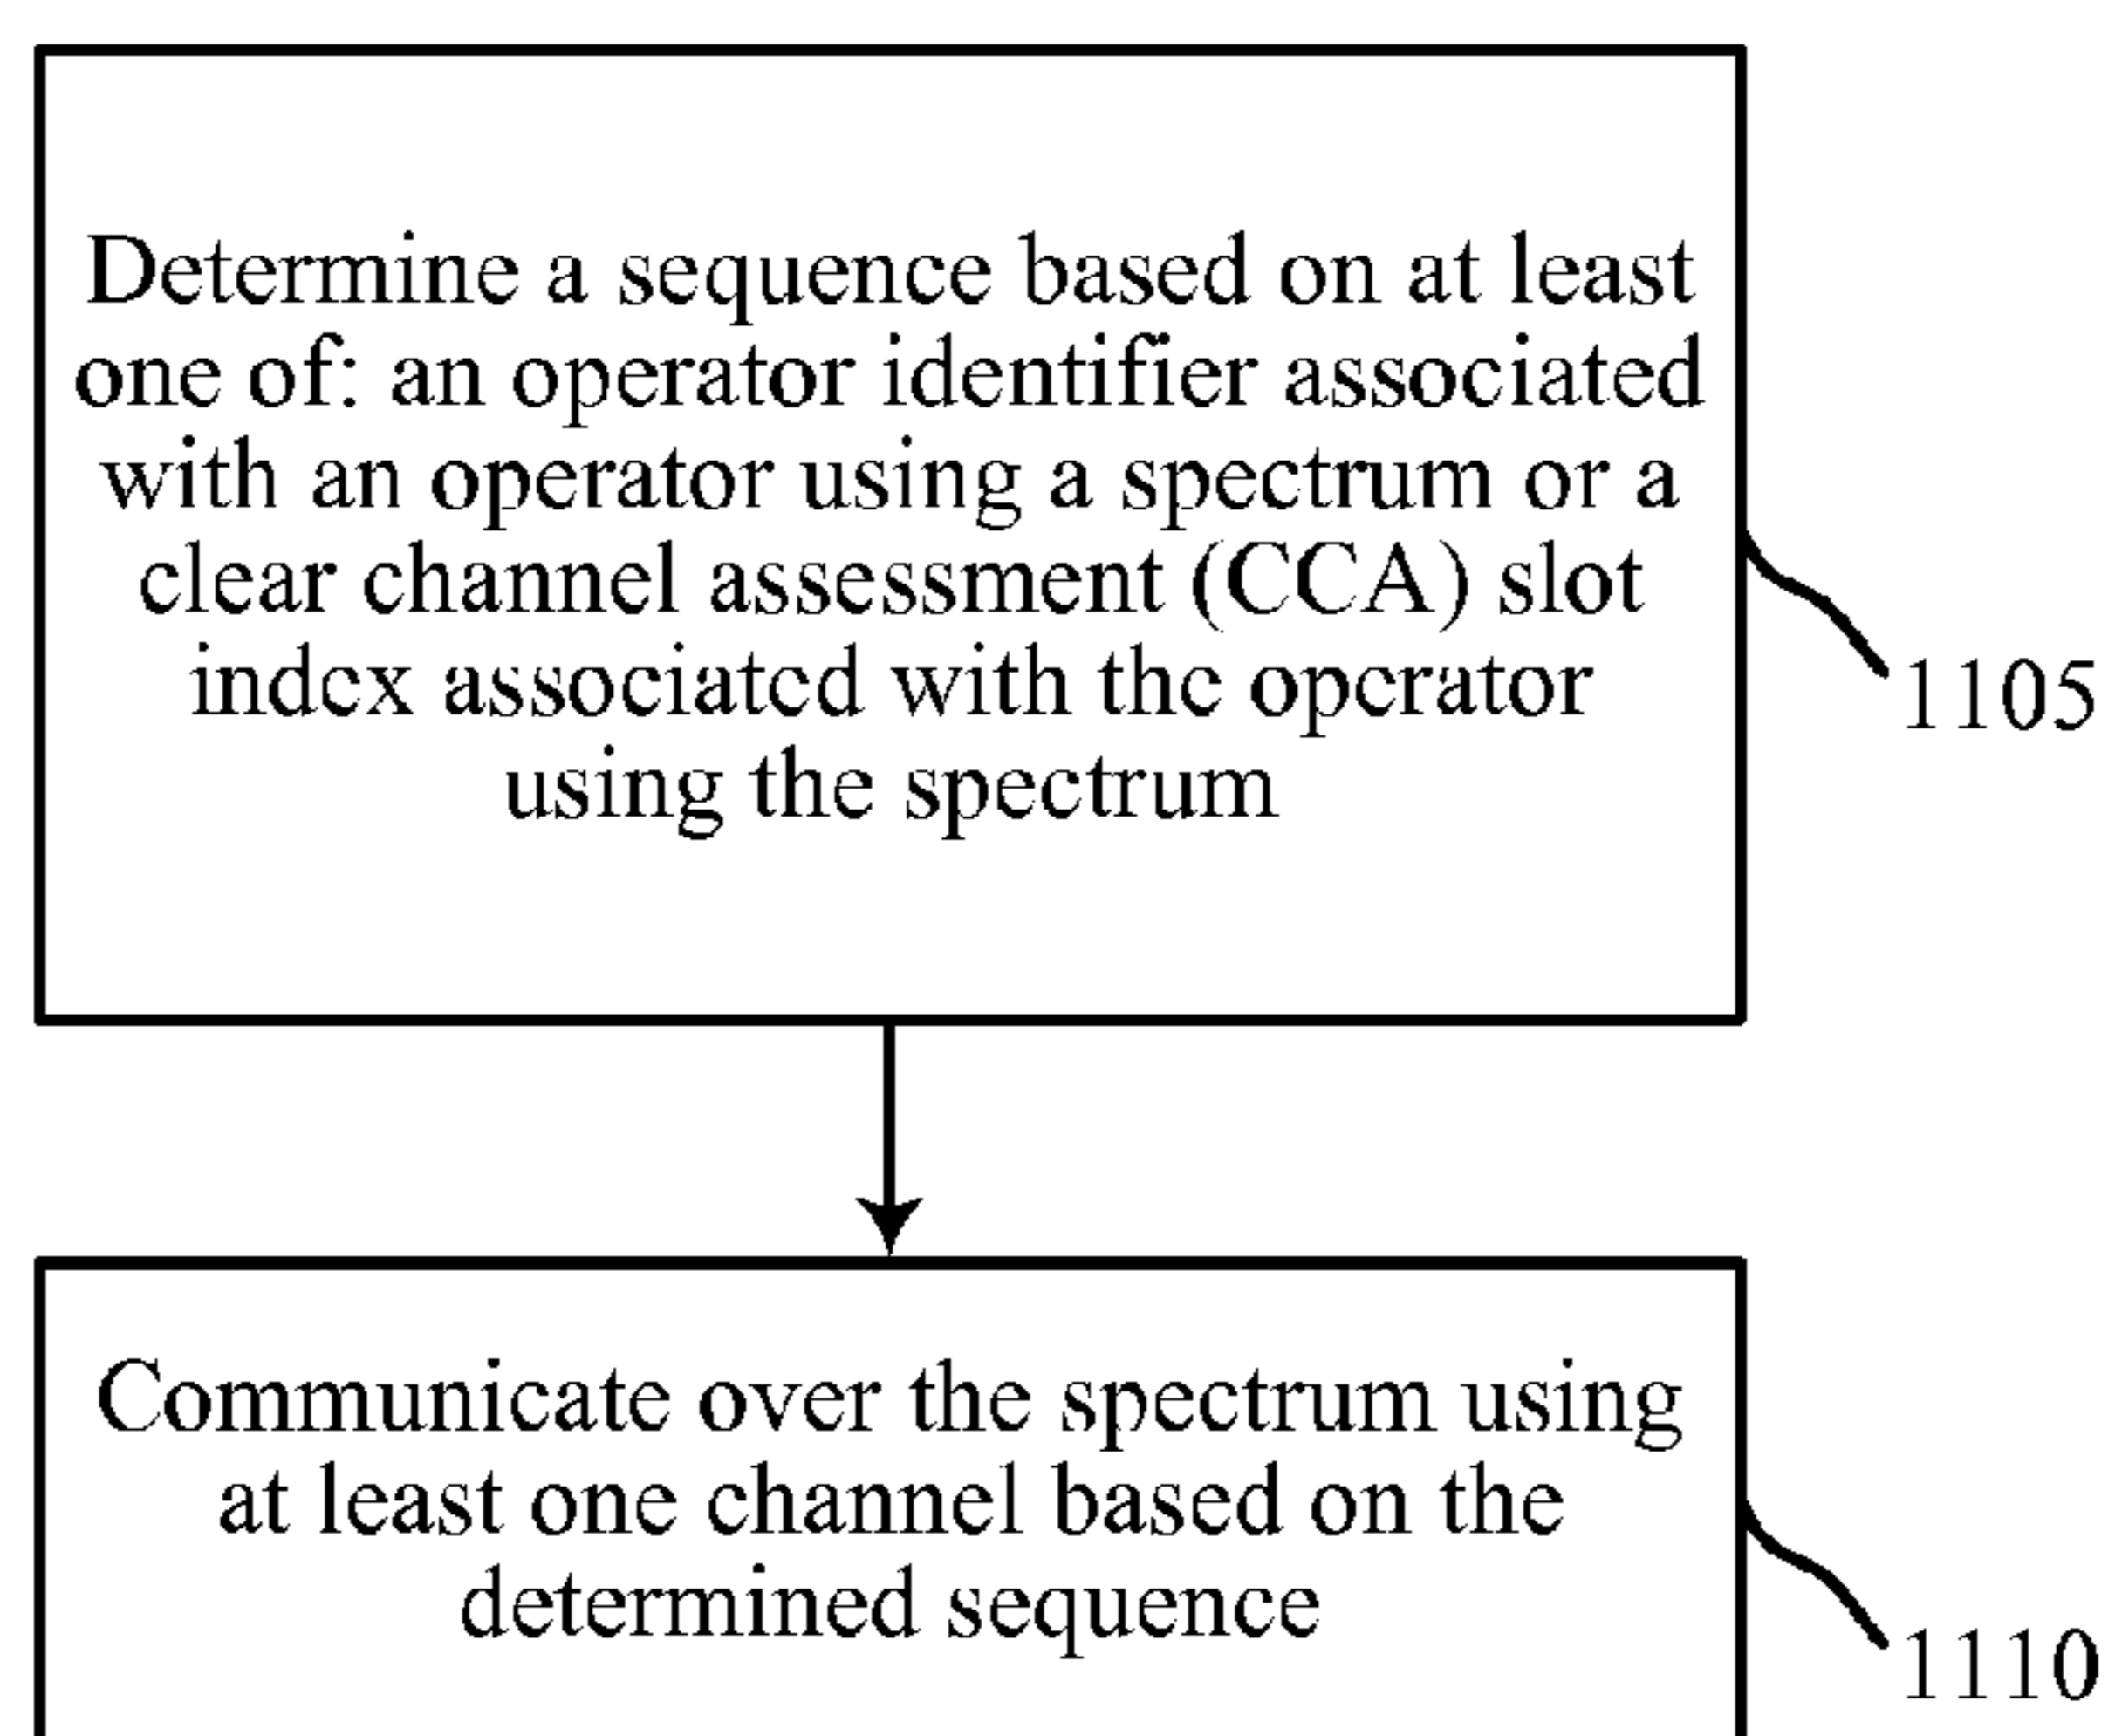 Determine a sequence based on at least
one of: an operator identifier associated
with an operator using a spectrum or a
clear channel assessment (CCA) slot
index associated with the operator
using the spectrum
1105
Communicate over the spectrum using
at least one channel based on the
determined sequence
1110